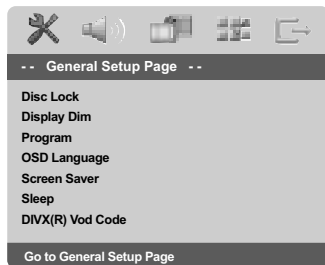 - - General Setup Page - -
Disc Lock
Display Dim
Program
OSD Language
Screen Saver
Sleep
DIVX(R) Vod Code
Go to General Setup Page